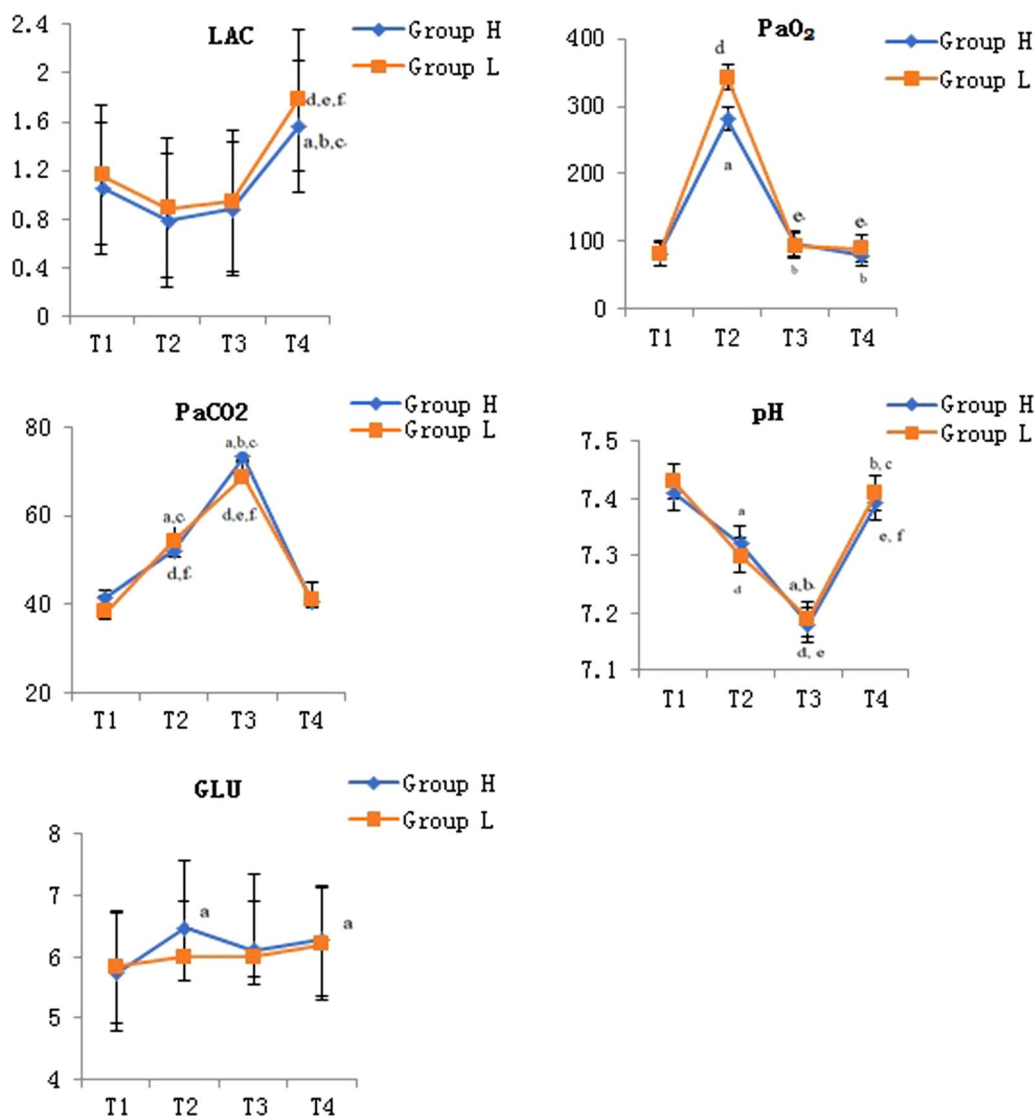 LAC
Group H
Group L
2.4
2
1.6
1.2
0.8
0.4
0
d,e,f
a,b,c
T1 T2 T3 T4
PaO2
Group H
Group L
400
300
200
100
0
d
a
e
e
b
b
T1 T2 T3 T4
PaCO2
Group H
Group L
80
60
40
20
a,b,c
a,c
d,e,f
d,f
T1 T2 T3 T4
pH
Group H
Group L
7.5
7.4
7.3
7.2
7.1
b, c
a
e, f
d
a,b
d, e
T1 T2 T3 T4
GLU
Group H
Group L
8
7
6
5
4
a
a
T1 T2 T3 T4